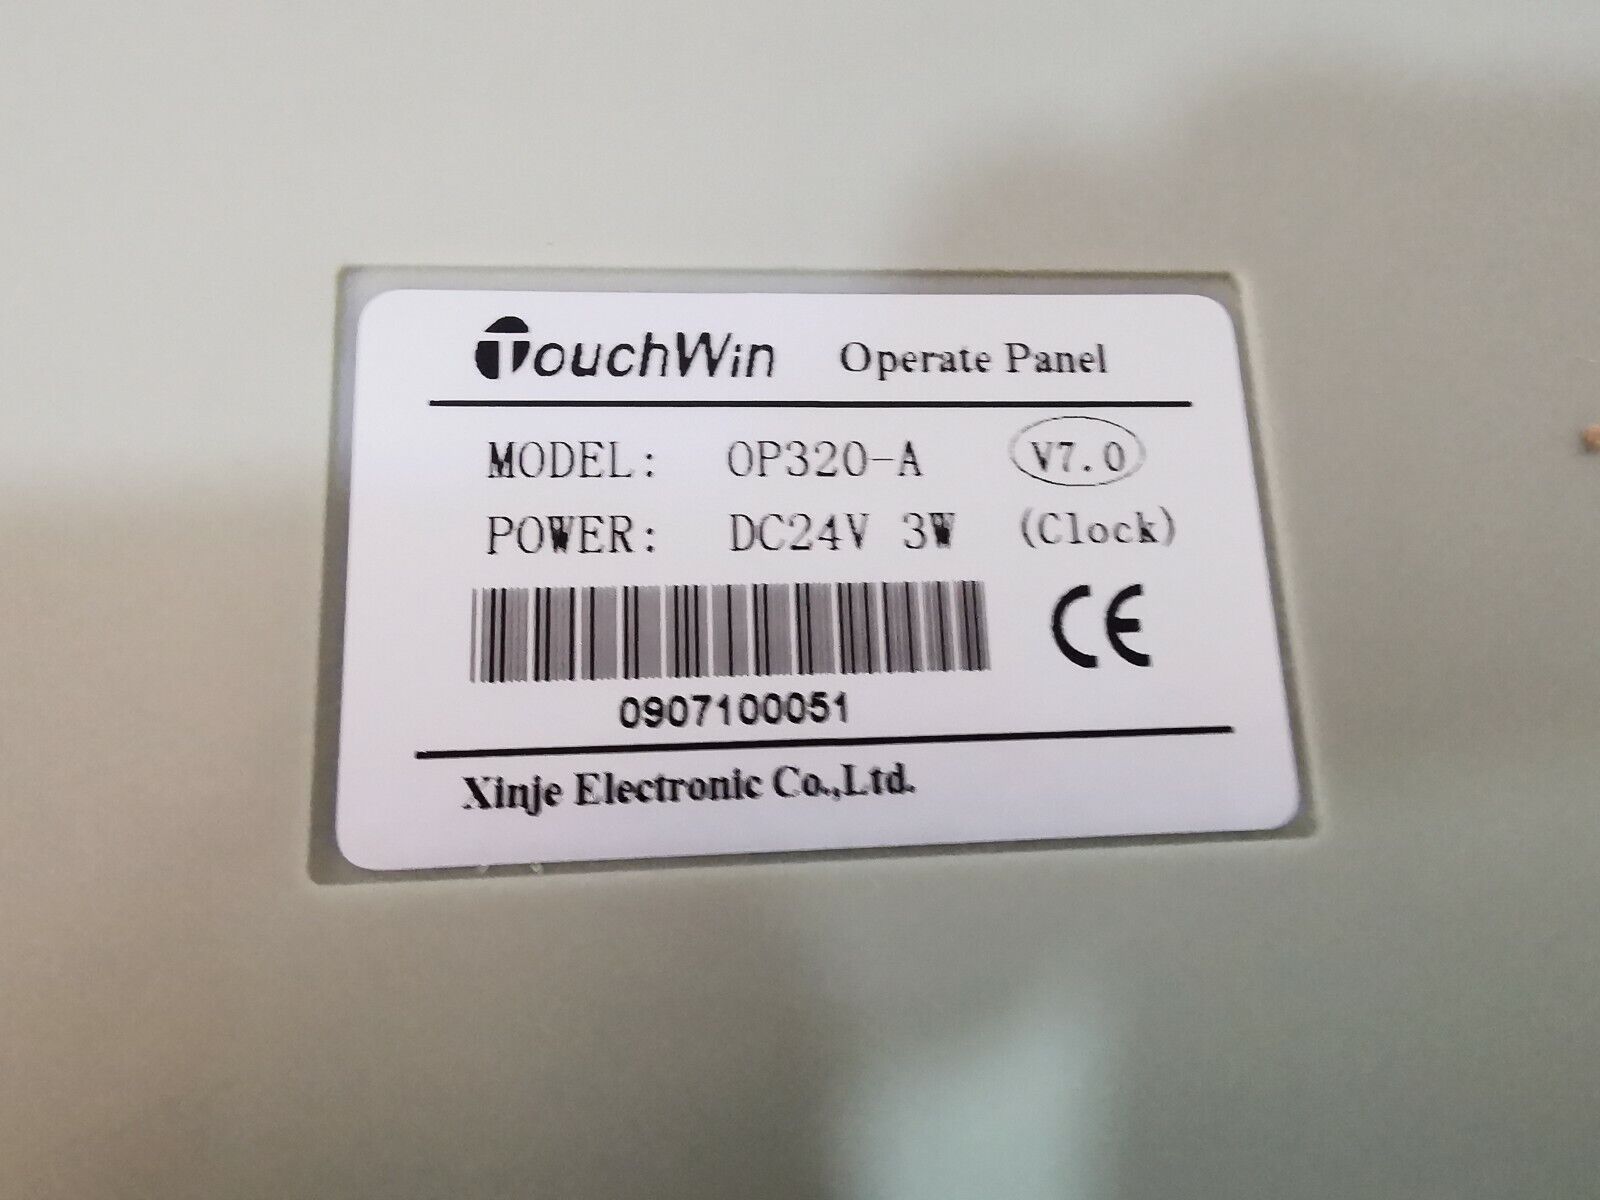 TouchWin Operate Panel
MODEL: OP320-A V7.0
POWER: DC24V 3W (Clock)
CE
0907100051
Xinje Electronic Co.,Ltd.